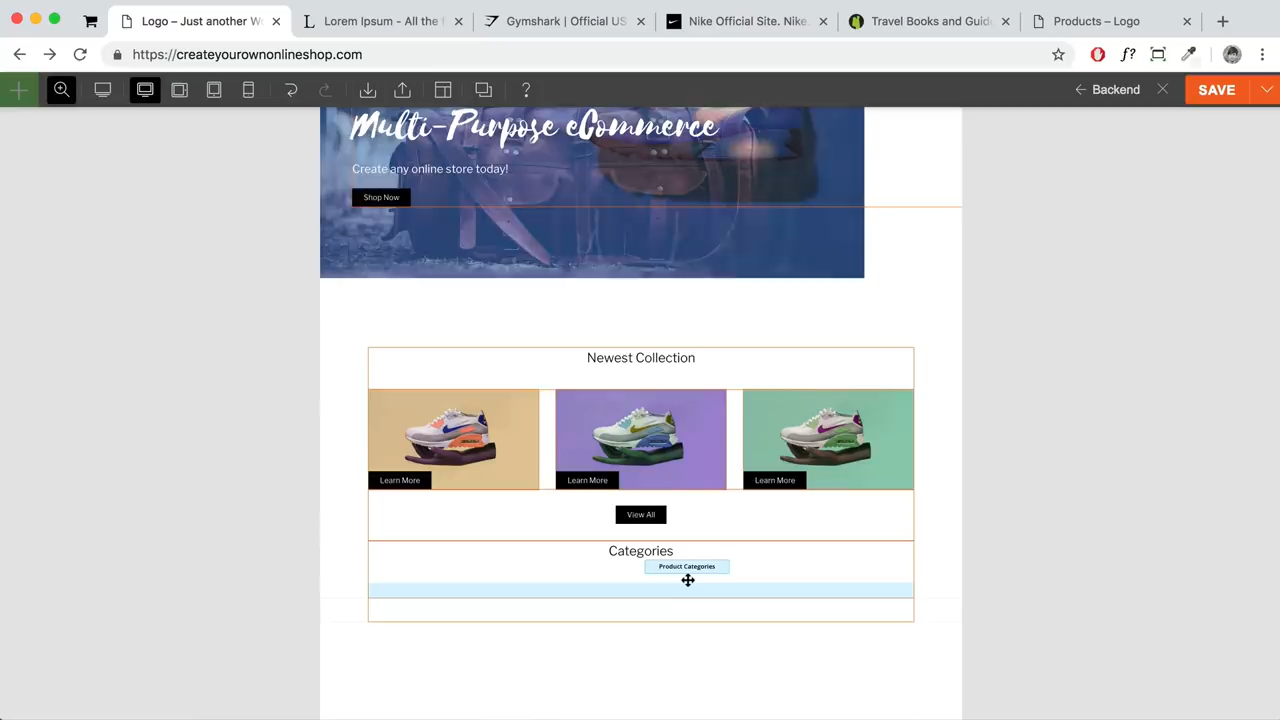 Logo – Just another W
Lorem Ipsum - All the f
Gymshark | Official US
Nike Official Site. Nike.
Travel Books and Guid
Products – Logo
https://createyourownonlineshop.com
f?
?
Backend
SAVE
Multi-Purpose eCommerce
Create any online store today!
Shop Now
Newest Collection
Learn More
Learn More
Learn More
View All
Categories
Product Categories